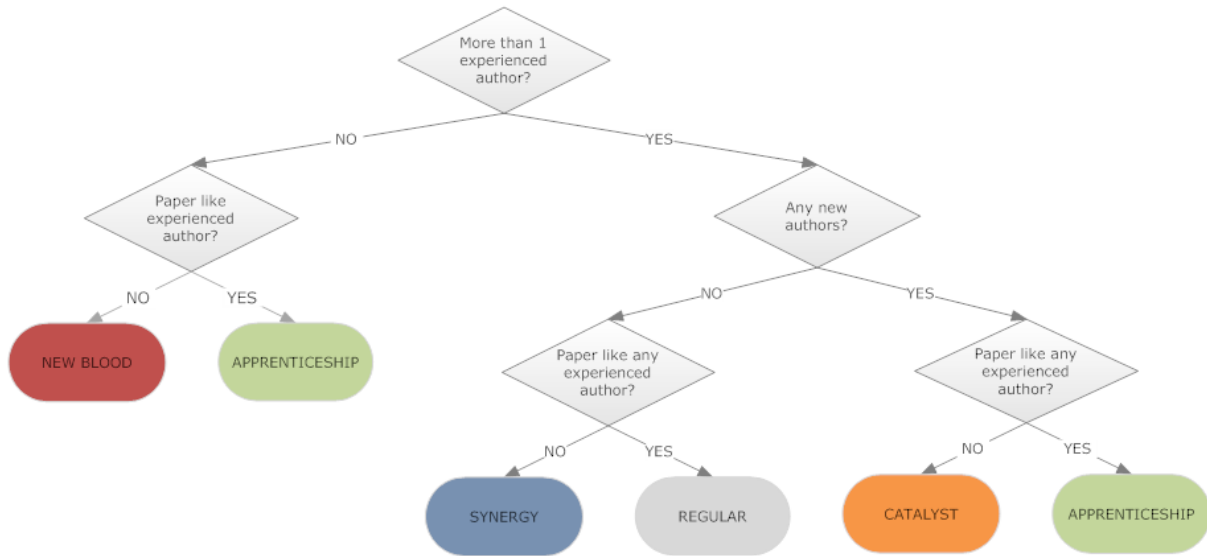 More than 1
experienced
author?
NO
YES
Paper like
experienced
author?
Any new
authors?
NO
YES
NO
YES
NEW BLOOD
APPRENTICESHIP
Paper like any
experienced
author?
Paper like any
experienced
author?
NO
YES
NO
YES
SYNERGY
REGULAR
CATALYST
APPRENTICESHIP